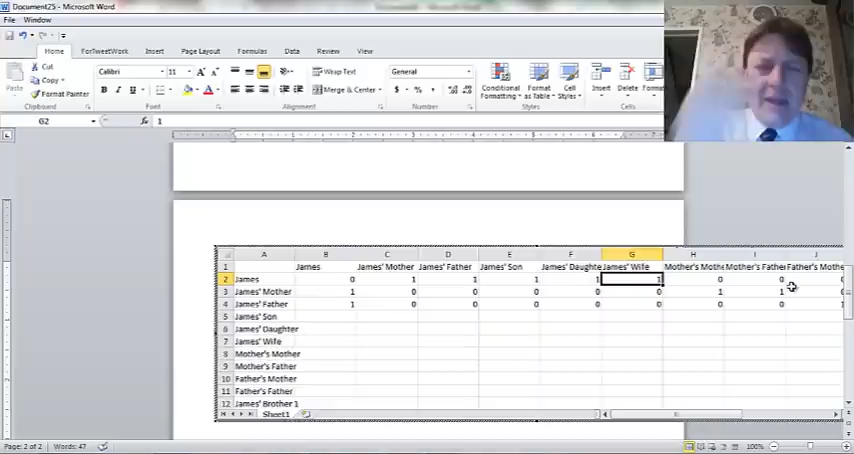 Document25 - Microsoft Word
File Window
Home ForTweetWork Insert Page Layout Formulas Data Review View
Cut
Copy
Format Painter
Paste
Clipboard
Calibri 11
B I U
Font
Wrap Text
Merge & Center
Alignment
General
$ % ,
Number
Conditional Formatting
Format as Table
Cell Styles
Styles
Insert Delete Forma
Cells
G2 1
A B C D E F G H I J
1 James James' Mother James' Father James' Son James' Daughte James' Wife Mother's Mothe Mother's Fathe Father's Mothe
2 James 0 1 1 1 1 1 0 0
3 James' Mother 1 0 0 0 0 0 1 1
4 James' Father 1 0 0 0 0 0 0 0 1
5 James' Son
6 James' Daughter
7 James' Wife
8 Mother's Mother
9 Mother's Father
10 Father's Mother
11 Father's Father
12 James' Brother 1
Sheet1
Page: 2 of 2 Words: 47 100%